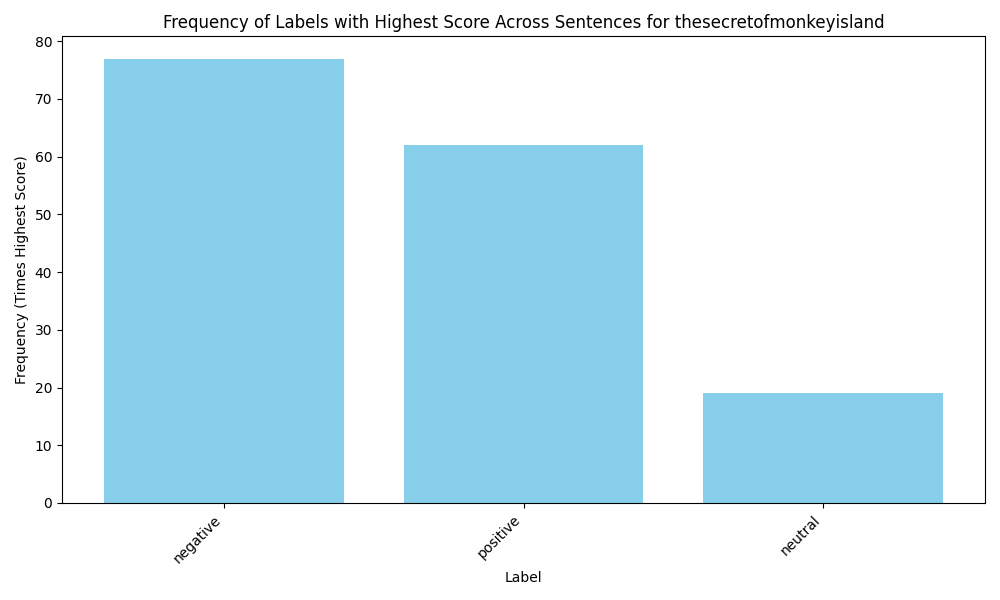 Frequency of Labels with Highest Score Across Sentences for thesecretofmonkeyisland
80
70
60
50
40
30
20
10
0
Frequency (Times Highest Score)
negative
positive
neutral
Label